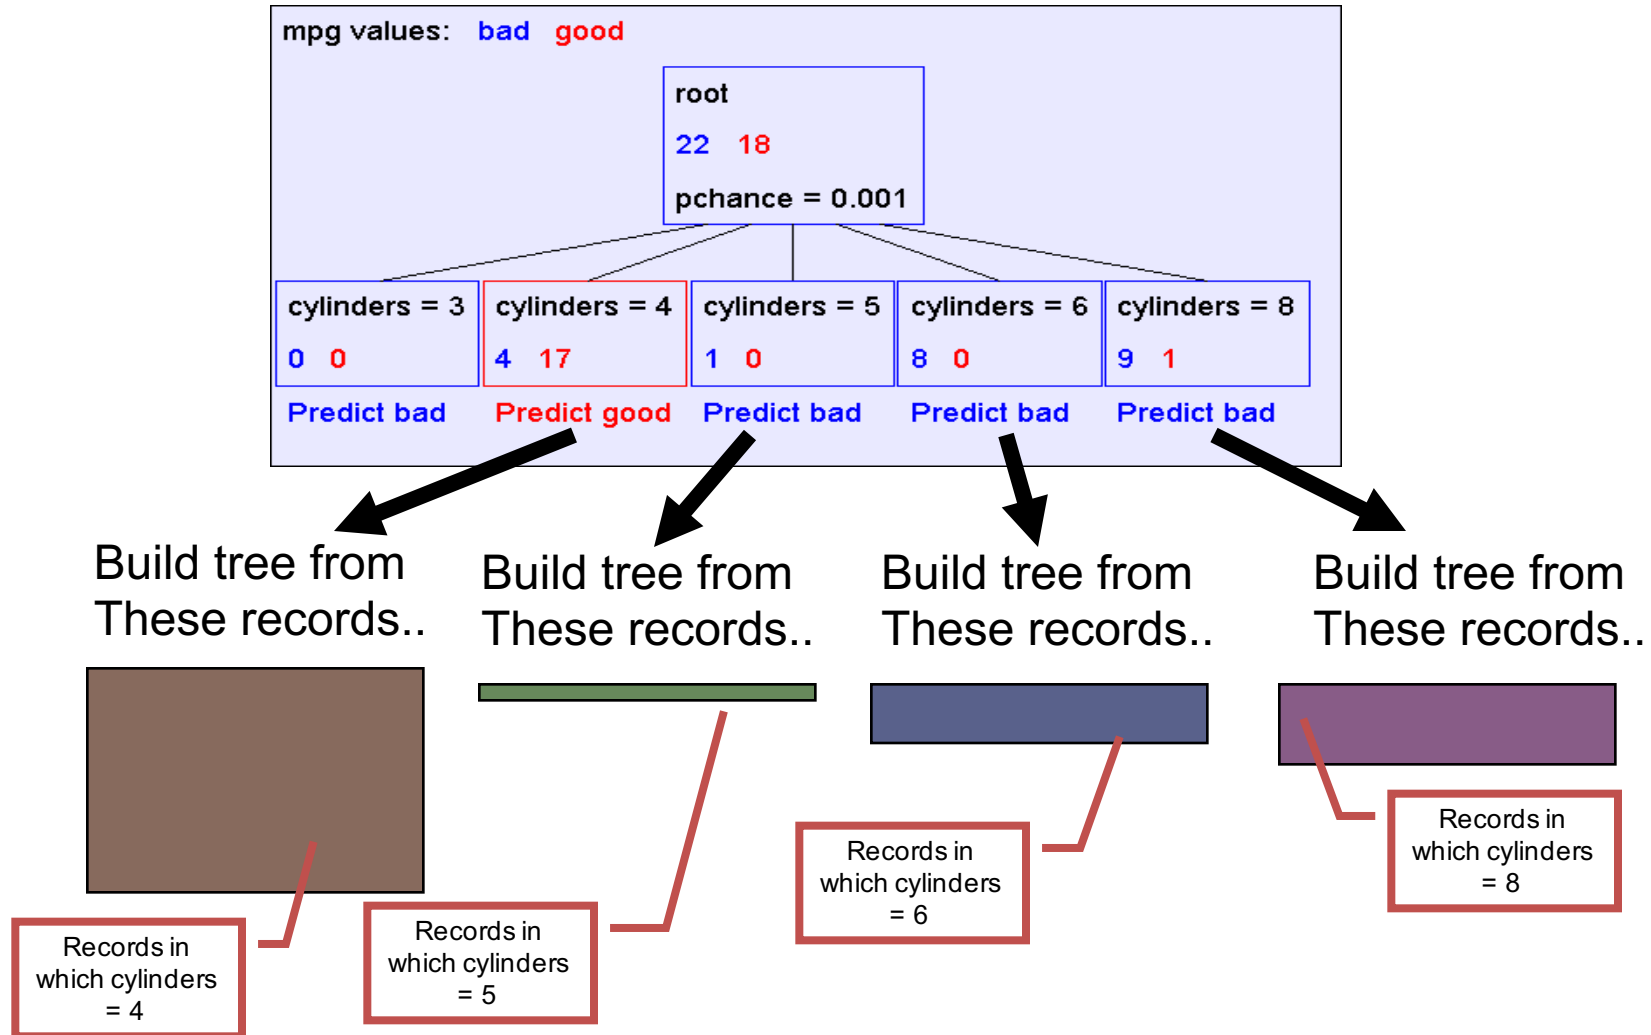 mpg values: bad good
root
22 18
pchance = 0.001
cylinders = 3
0 0
Predict bad
cylinders = 4
4 17
Predict good
cylinders = 5
1 0
Predict bad
cylinders = 6
8 0
Predict bad
cylinders = 8
9 1
Predict bad
Build tree from
These records..
Build tree from
These records..
Build tree from
These records..
Build tree from
These records..
Records in
which cylinders
= 4
Records in
which cylinders
= 5
Records in
which cylinders
= 6
Records in
which cylinders
= 8